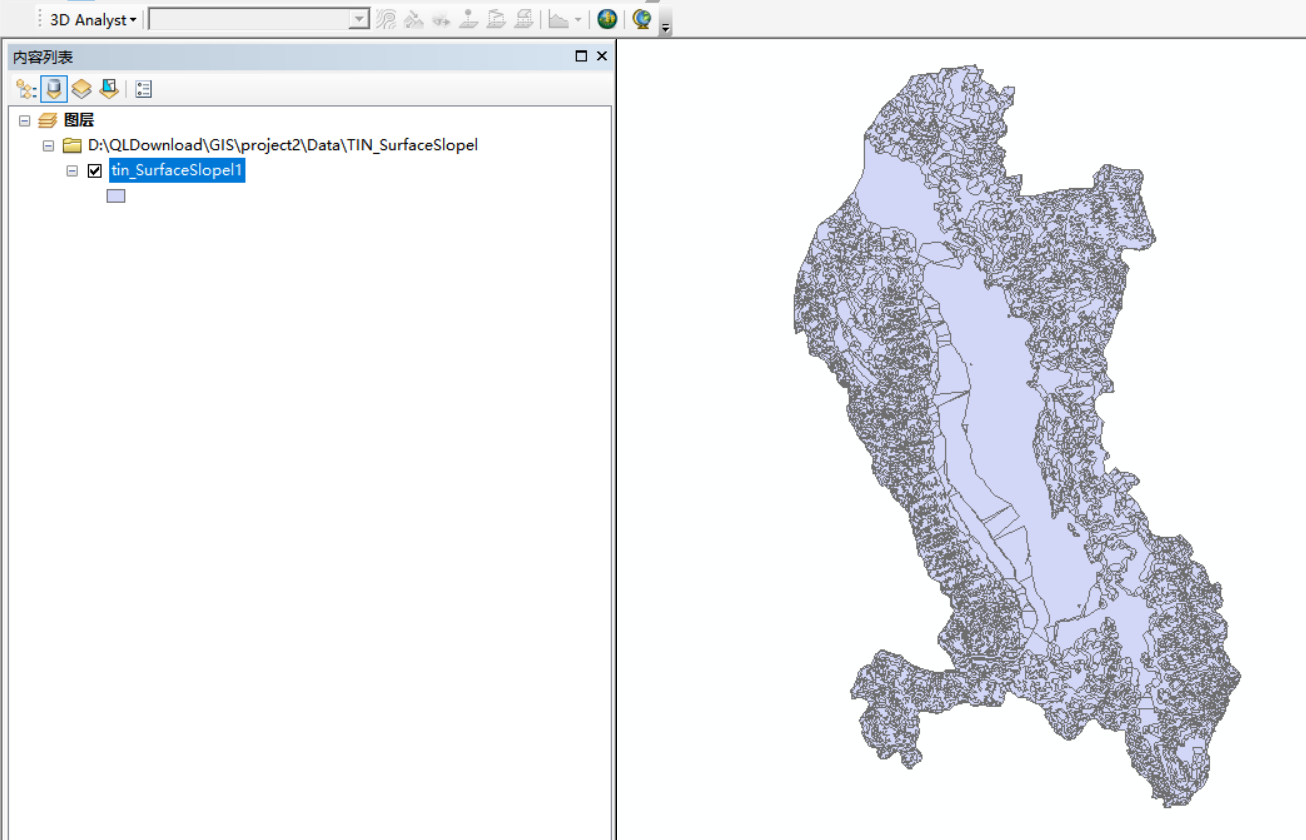 3D Analyst
内容列表
图层
D:\QLDownload\GIS\project2\Data\TIN_SurfaceSlopel
tin_SurfaceSlopel1